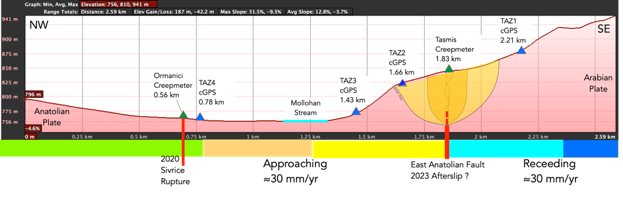 Graph: Min, Avg, Max Elevation: 756, 810, 941 m
Range Totals: Distance: 2.59 km Elev Gain/Loss: 187 m, -42.2 m Max Slope: 31.5%, -9.3% Avg Slope: 12.8%, -3.7%
941 m
NW
SE
TAZ1
cGPS
2.21 km
Tasmis
Creepmeter
1.83 km
TAZ2
cGPS
1.66 km
925 m
900 m
875 m
850 m
825 m
800 m
775 m
756 m
796 m
-4.6%
Anatolian
Plate
Ormanici
Creepmeter
0.56 km
TAZ4
cGPS
0.78 km
Mollohan
Stream
TAZ3
cGPS
1.43 km
Arabian
Plate
0 m
0.25 km
0.5 km
0.75 km
1 km
1.25 km
1.5 km
1.75 km
2 km
2.25 km
2.59 km
2020
Sivrice
Rupture
Approaching
≈30 mm/yr
East Anatolian Fault
2023 Afterslip ?
Receeding
≈30 mm/yr